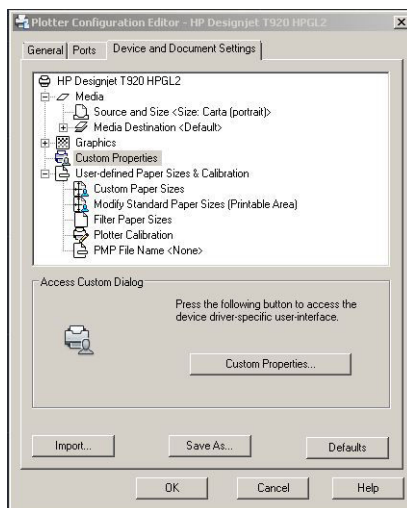 Plotter Configuration Editor - HP Designjet T920 HPGL2
General Ports Device and Document Settings
HP Designjet T920 HPGL2
Media
Source and Size <Size: Carta (portrait)>
Media Destination <Default>
Graphics
Custom Properties
User-defined Paper Sizes & Calibration
Custom Paper Sizes
Modify Standard Paper Sizes (Printable Area)
Filter Paper Sizes
Plotter Calibration
PMP File Name <None>
Access Custom Dialog
Press the following button to access the
device driver-specific user-interface.
Custom Properties...
Import... Save As... Defaults
OK Cancel Help